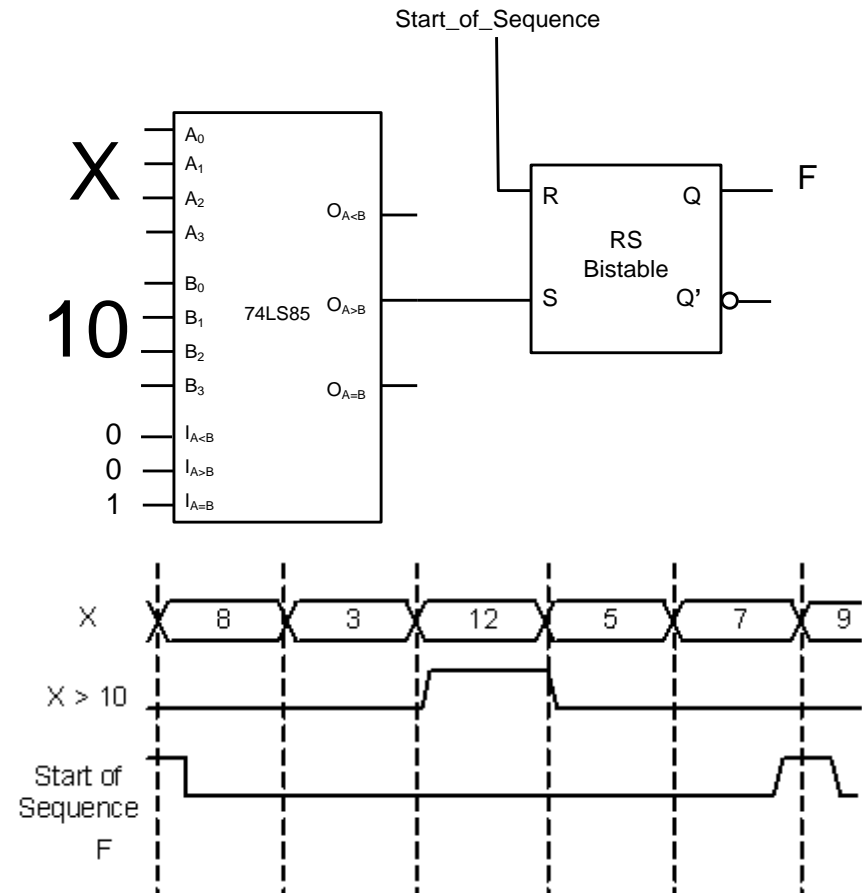 Start_of_Sequence
X
A0
A1
A2
A3
OA<B
R
Q
F
RS
Bistable
10
B0
B1
B2
B3
74LS85
OA>B
S
Q'
OA=B
0
IA<B
0
IA>B
1
IA=B
X 8 3 12 5 7 9
X > 10
Start of
Sequence
F